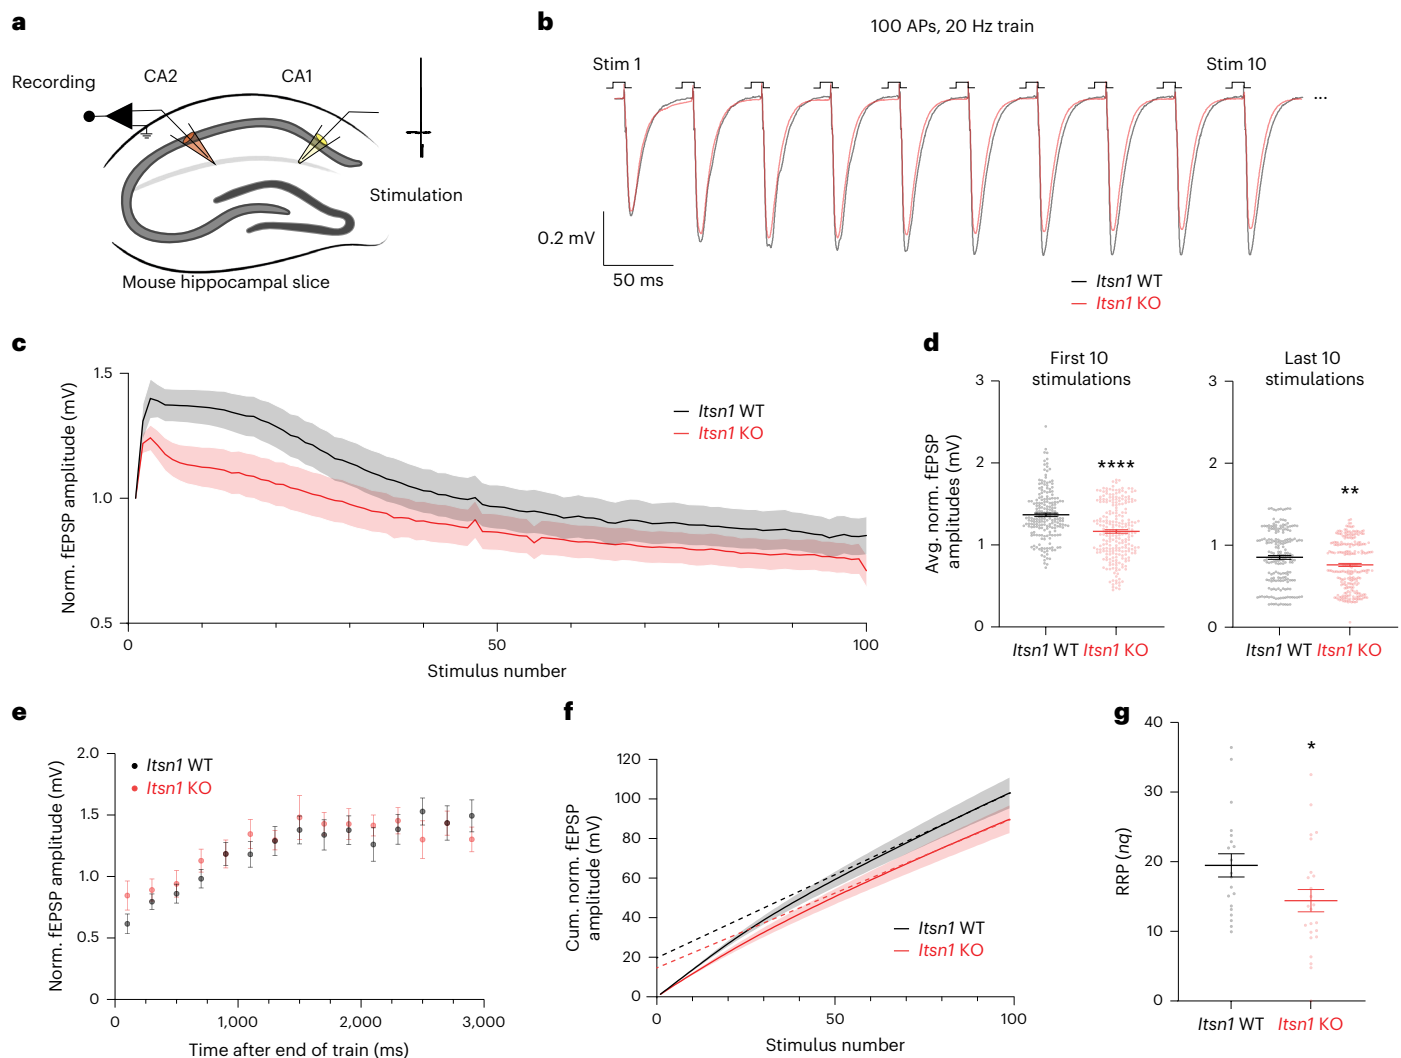 a
Recording
CA2
CA1
Stimulation
Mouse hippocampal slice
b
100 APs, 20 Hz train
Stim 1
Stim 10
...
0.2 mV
50 ms
Itsn1 WT
Itsn1 KO
c
Norm. fEPSP amplitude (mV)
1.5
1.0
0.5
0
50
100
Stimulus number
Itsn1 WT
Itsn1 KO
d
First 10
stimulations
Avg. norm. fEPSP
amplitudes (mV)
3
2
1
0
****
Itsn1 WT
Itsn1 KO
Last 10
stimulations
3
2
1
0
**
Itsn1 WT
Itsn1 KO
e
Norm. fEPSP amplitude (mV)
2.0
1.5
1.0
0.5
0
Itsn1 WT
Itsn1 KO
0
1,000
2,000
3,000
Time after end of train (ms)
f
Cum. norm. fEPSP
amplitude (mV)
120
100
80
60
40
20
0
Itsn1 WT
Itsn1 KO
0
50
100
Stimulus number
g
RRP (nq)
40
30
20
10
0
*
Itsn1 WT
Itsn1 KO